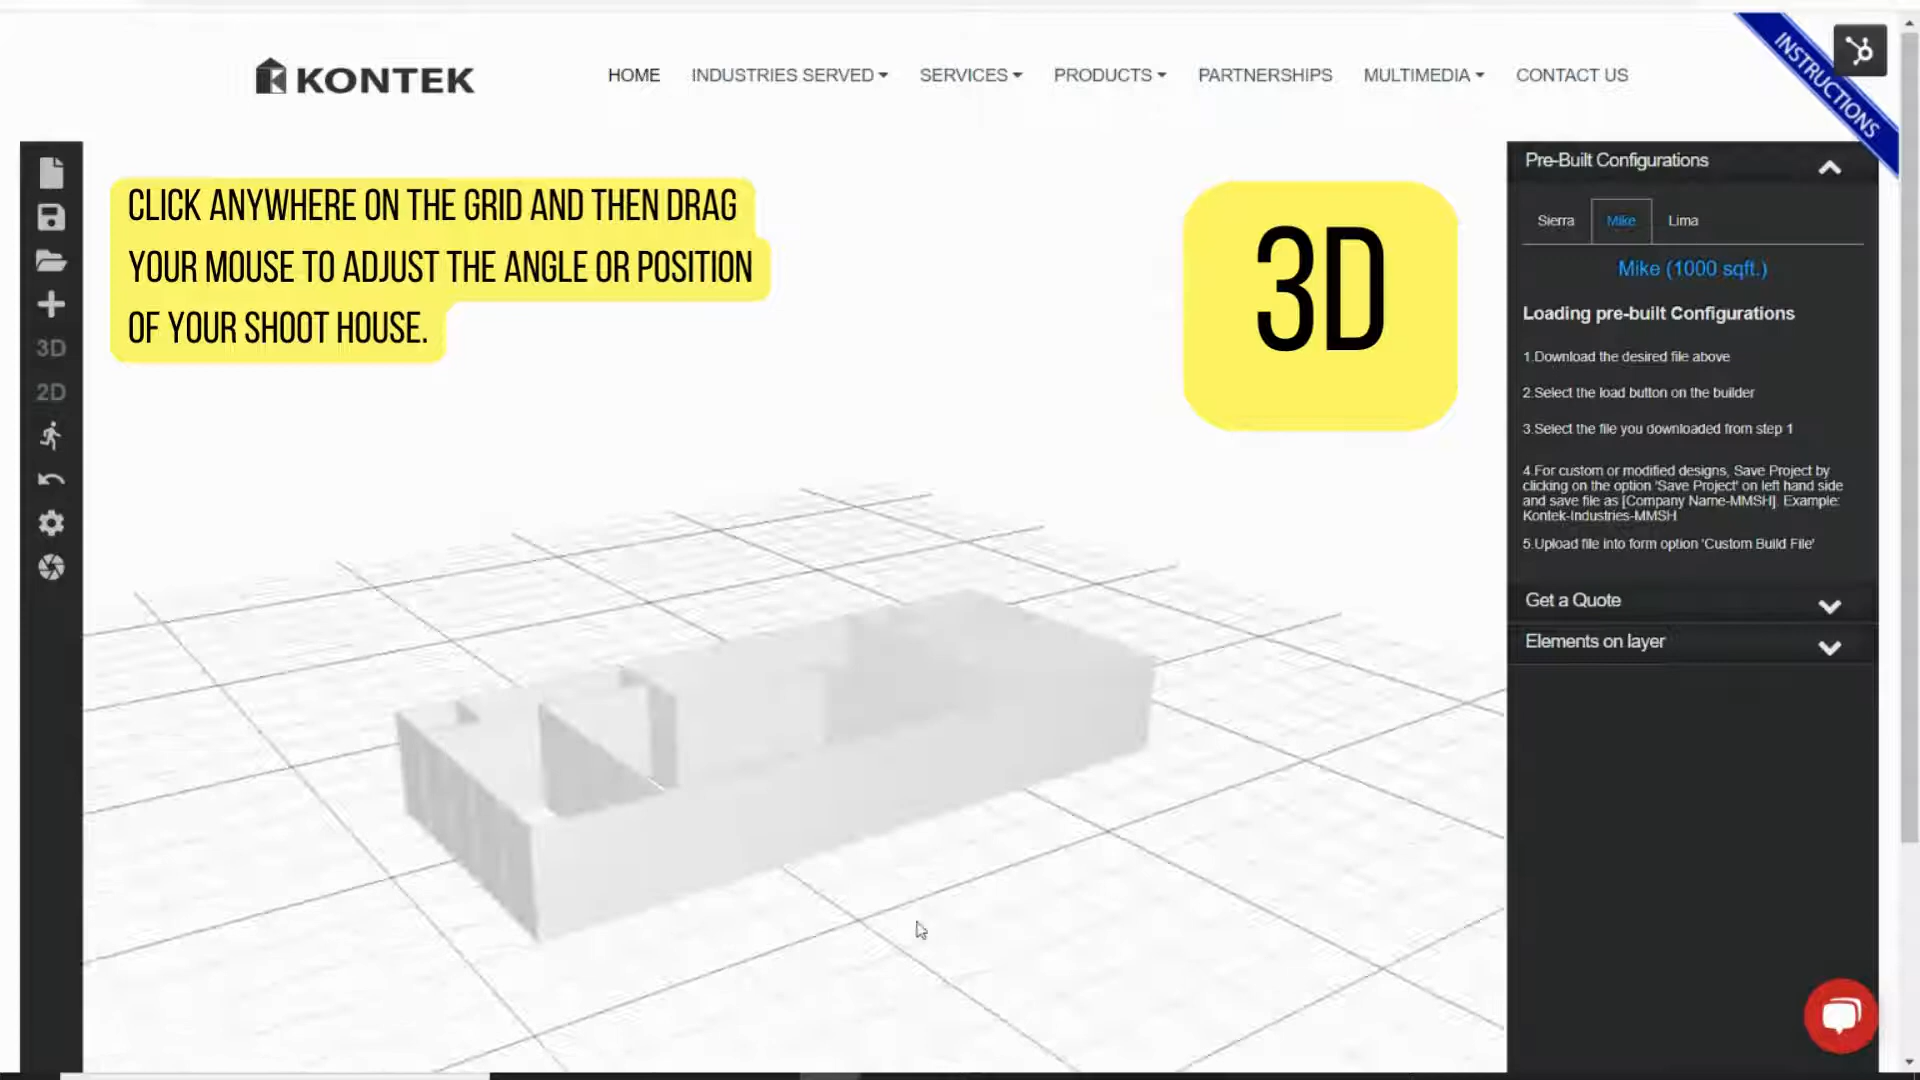 KONTEK
HOME
INDUSTRIES SERVED
SERVICES
PRODUCTS
PARTNERSHIPS
MULTIMEDIA
CONTACT US
INSTRUCTIONS
CLICK ANYWHERE ON THE GRID AND THEN DRAG
YOUR MOUSE TO ADJUST THE ANGLE OR POSITION
OF YOUR SHOOT HOUSE.
3D
3D
2D
Pre-Built Configurations
Sierra
Mike
Lima
Mike (1000 sqft.)
Loading pre-built Configurations
1.Download the desired file above
2.Select the load button on the builder
3.Select the file you downloaded from step 1
4.For custom or modified designs, Save Project by
clicking on the option 'Save Project' on left hand side
and save file as [Company Name-MMSH]. Example:
Kontek-Industries-MMSH
5.Upload file into form option 'Custom Build File'
Get a Quote
Elements on layer